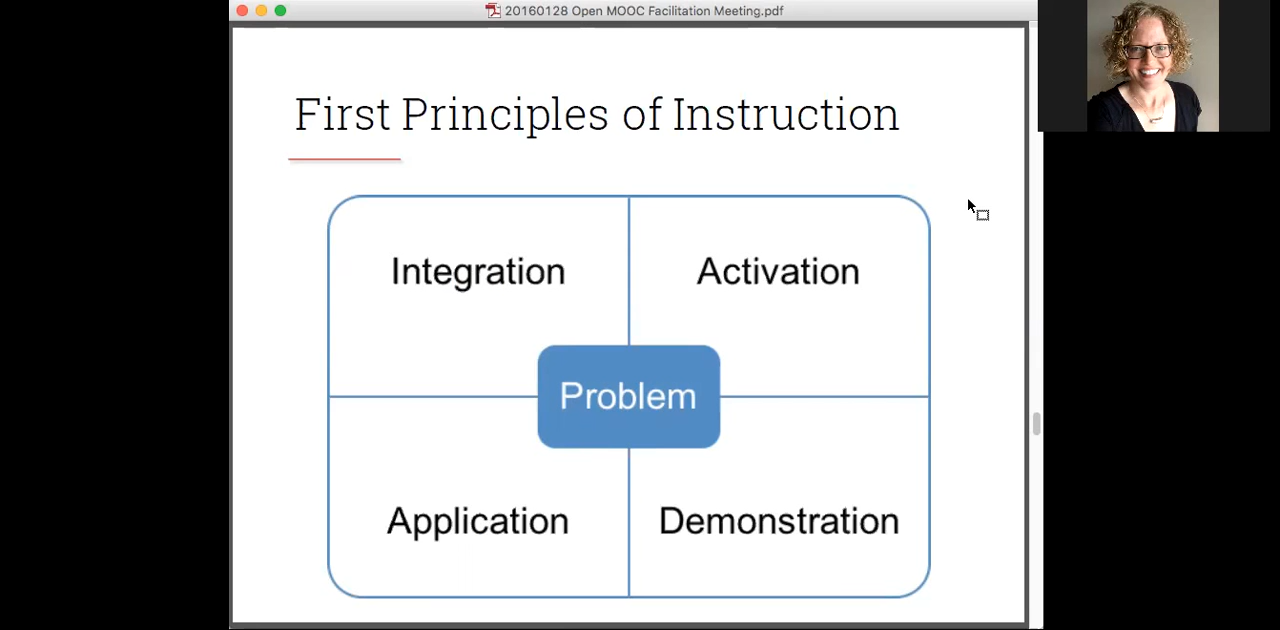 20160128 Open MOOC Facilitation Meeting.pdf
First Principles of Instruction
Integration
Activation
Problem
Application
Demonstration